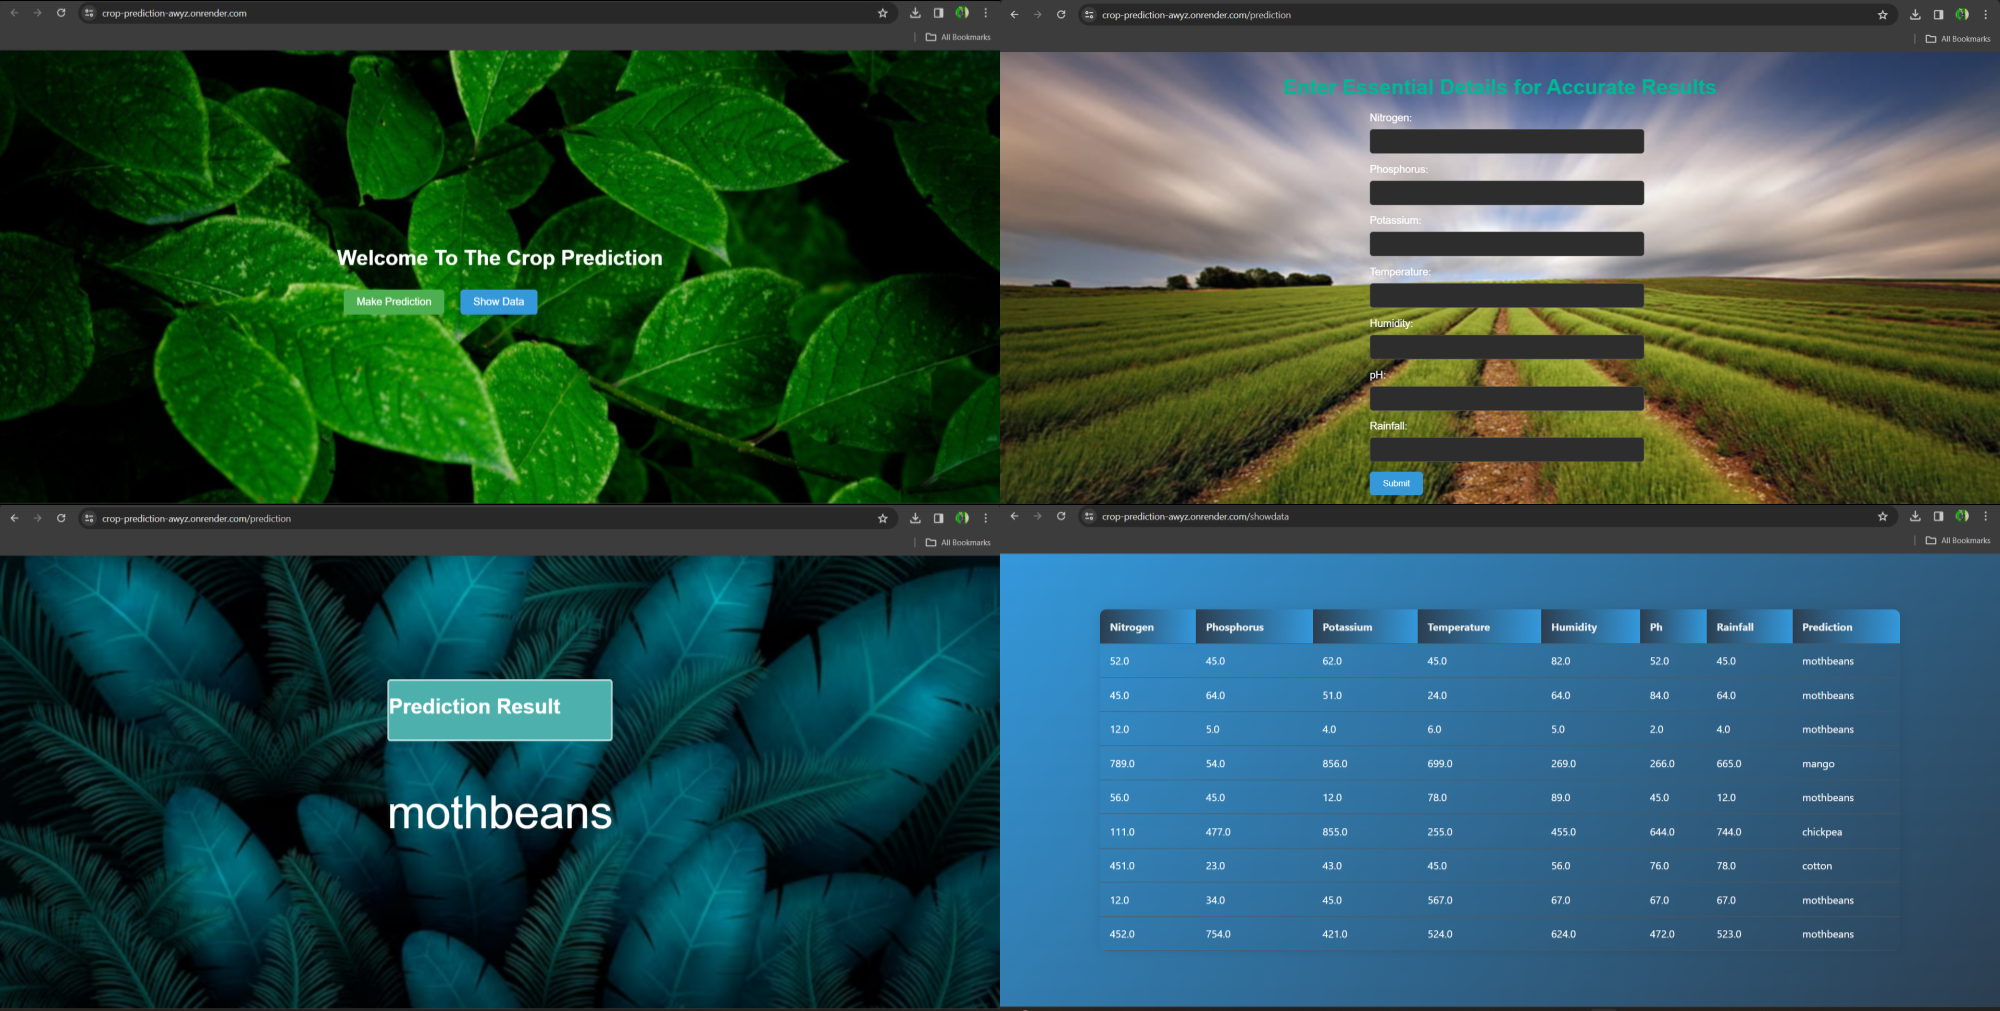 crop-prediction-awyz.onrender.com
All Bookmarks
Welcome To The Crop Prediction
Make Prediction Show Data
crop-prediction-awyz.onrender.com/prediction
All Bookmarks
Enter Essential Details for Accurate Results
Nitrogen:
Phosphorus:
Potassium:
Temperature:
Humidity:
pH:
Rainfall:
Submit
crop-prediction-awyz.onrender.com/prediction
All Bookmarks
Prediction Result
mothbeans
crop-prediction-awyz.onrender.com/showdata
All Bookmarks
Nitrogen Phosphorus Potassium Temperature Humidity Ph Rainfall Prediction
52.0 45.0 62.0 45.0 82.0 52.0 45.0 mothbeans
45.0 64.0 51.0 24.0 64.0 84.0 64.0 mothbeans
12.0 5.0 4.0 6.0 5.0 2.0 4.0 mothbeans
789.0 54.0 856.0 699.0 269.0 266.0 665.0 mango
56.0 45.0 12.0 78.0 89.0 45.0 12.0 mothbeans
111.0 477.0 855.0 255.0 455.0 644.0 744.0 chickpea
451.0 23.0 43.0 45.0 56.0 76.0 78.0 cotton
12.0 34.0 45.0 567.0 67.0 67.0 67.0 mothbeans
452.0 754.0 421.0 524.0 624.0 472.0 523.0 mothbeans